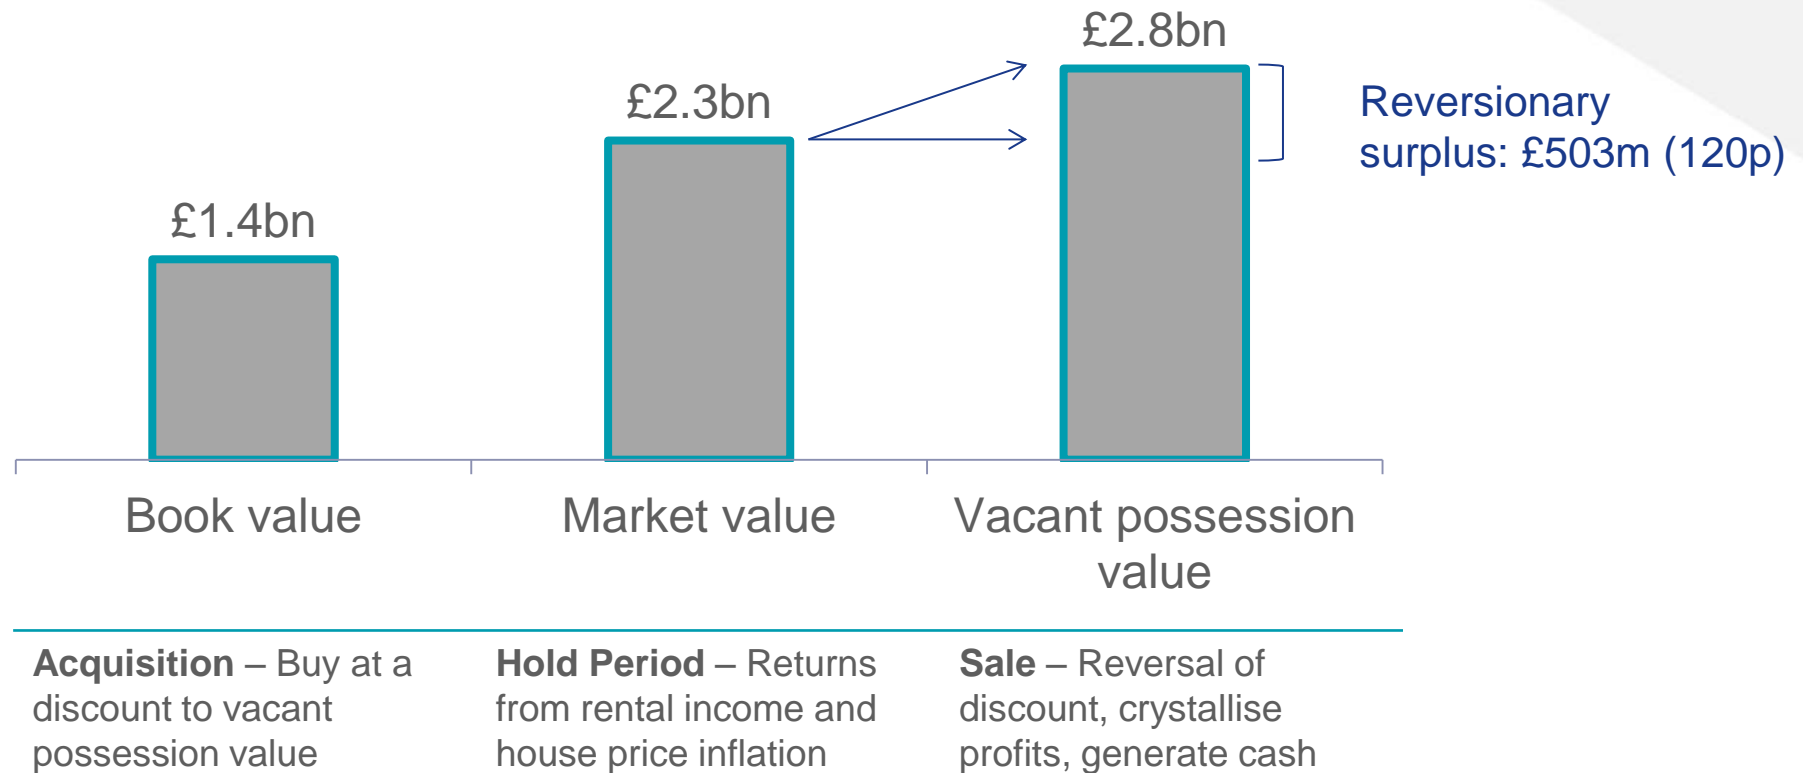 £2.8bn
£2.3bn
£1.4bn
Reversionary
surplus: £503m (120p)
Book value
Market value
Vacant possession
value
Acquisition – Buy at a
discount to vacant
possession value
Hold Period – Returns
from rental income and
house price inflation
Sale – Reversal of
discount, crystallise
profits, generate cash